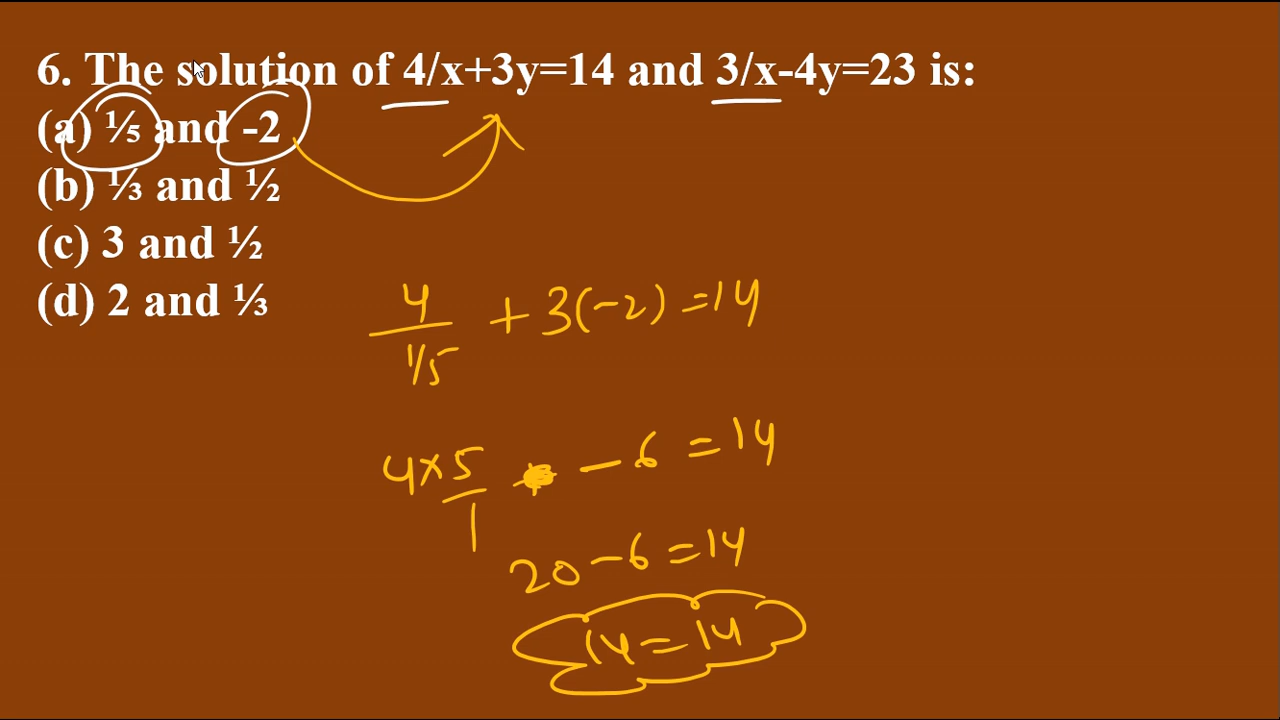 6. The solution of 4/x+3y=14 and 3/x-4y=23 is:
(a) ⅕ and -2
(b) ⅓ and ½
(c) 3 and ½
(d) 2 and ⅓
4/(1/5) + 3(-2) = 14
4×5/1 - 6 = 14
20 - 6 = 14
14 = 14